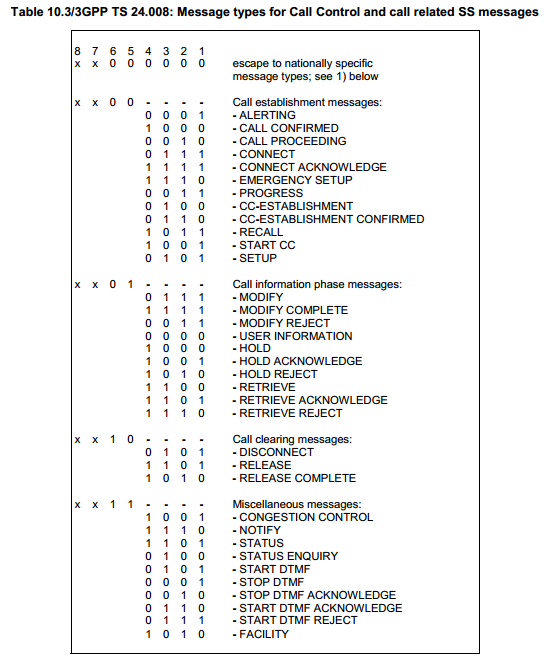 Table 10.3/3GPP TS 24.008: Message types for Call Control and call related SS messages
8 7 6 5 4 3 2 1
x x 0 0 0 0 0 0 escape to nationally specific
message types; see 1) below
x x 0 0 - - - - Call establishment messages:
0 0 0 1 - ALERTING
1 0 0 0 - CALL CONFIRMED
0 0 1 0 - CALL PROCEEDING
0 1 1 1 - CONNECT
1 1 1 1 - CONNECT ACKNOWLEDGE
1 1 1 0 - EMERGENCY SETUP
0 0 1 1 - PROGRESS
0 1 0 0 - CC-ESTABLISHMENT
0 1 1 0 - CC-ESTABLISHMENT CONFIRMED
1 0 1 1 - RECALL
1 0 0 1 - START CC
0 1 0 1 - SETUP
x x 0 1 - - - - Call information phase messages:
0 1 1 1 - MODIFY
1 1 1 1 - MODIFY COMPLETE
0 0 1 1 - MODIFY REJECT
0 0 0 0 - USER INFORMATION
1 0 0 0 - HOLD
1 0 0 1 - HOLD ACKNOWLEDGE
1 0 1 0 - HOLD REJECT
1 1 0 0 - RETRIEVE
1 1 0 1 - RETRIEVE ACKNOWLEDGE
1 1 1 0 - RETRIEVE REJECT
x x 1 0 - - - - Call clearing messages:
0 1 0 1 - DISCONNECT
1 1 0 1 - RELEASE
1 0 1 0 - RELEASE COMPLETE
x x 1 1 - - - - Miscellaneous messages:
1 0 0 1 - CONGESTION CONTROL
1 1 1 0 - NOTIFY
1 1 0 1 - STATUS
0 1 0 0 - STATUS ENQUIRY
0 1 0 1 - START DTMF
0 0 0 1 - STOP DTMF
0 0 1 0 - STOP DTMF ACKNOWLEDGE
0 1 1 0 - START DTMF ACKNOWLEDGE
0 1 1 1 - START DTMF REJECT
1 0 1 0 - FACILITY